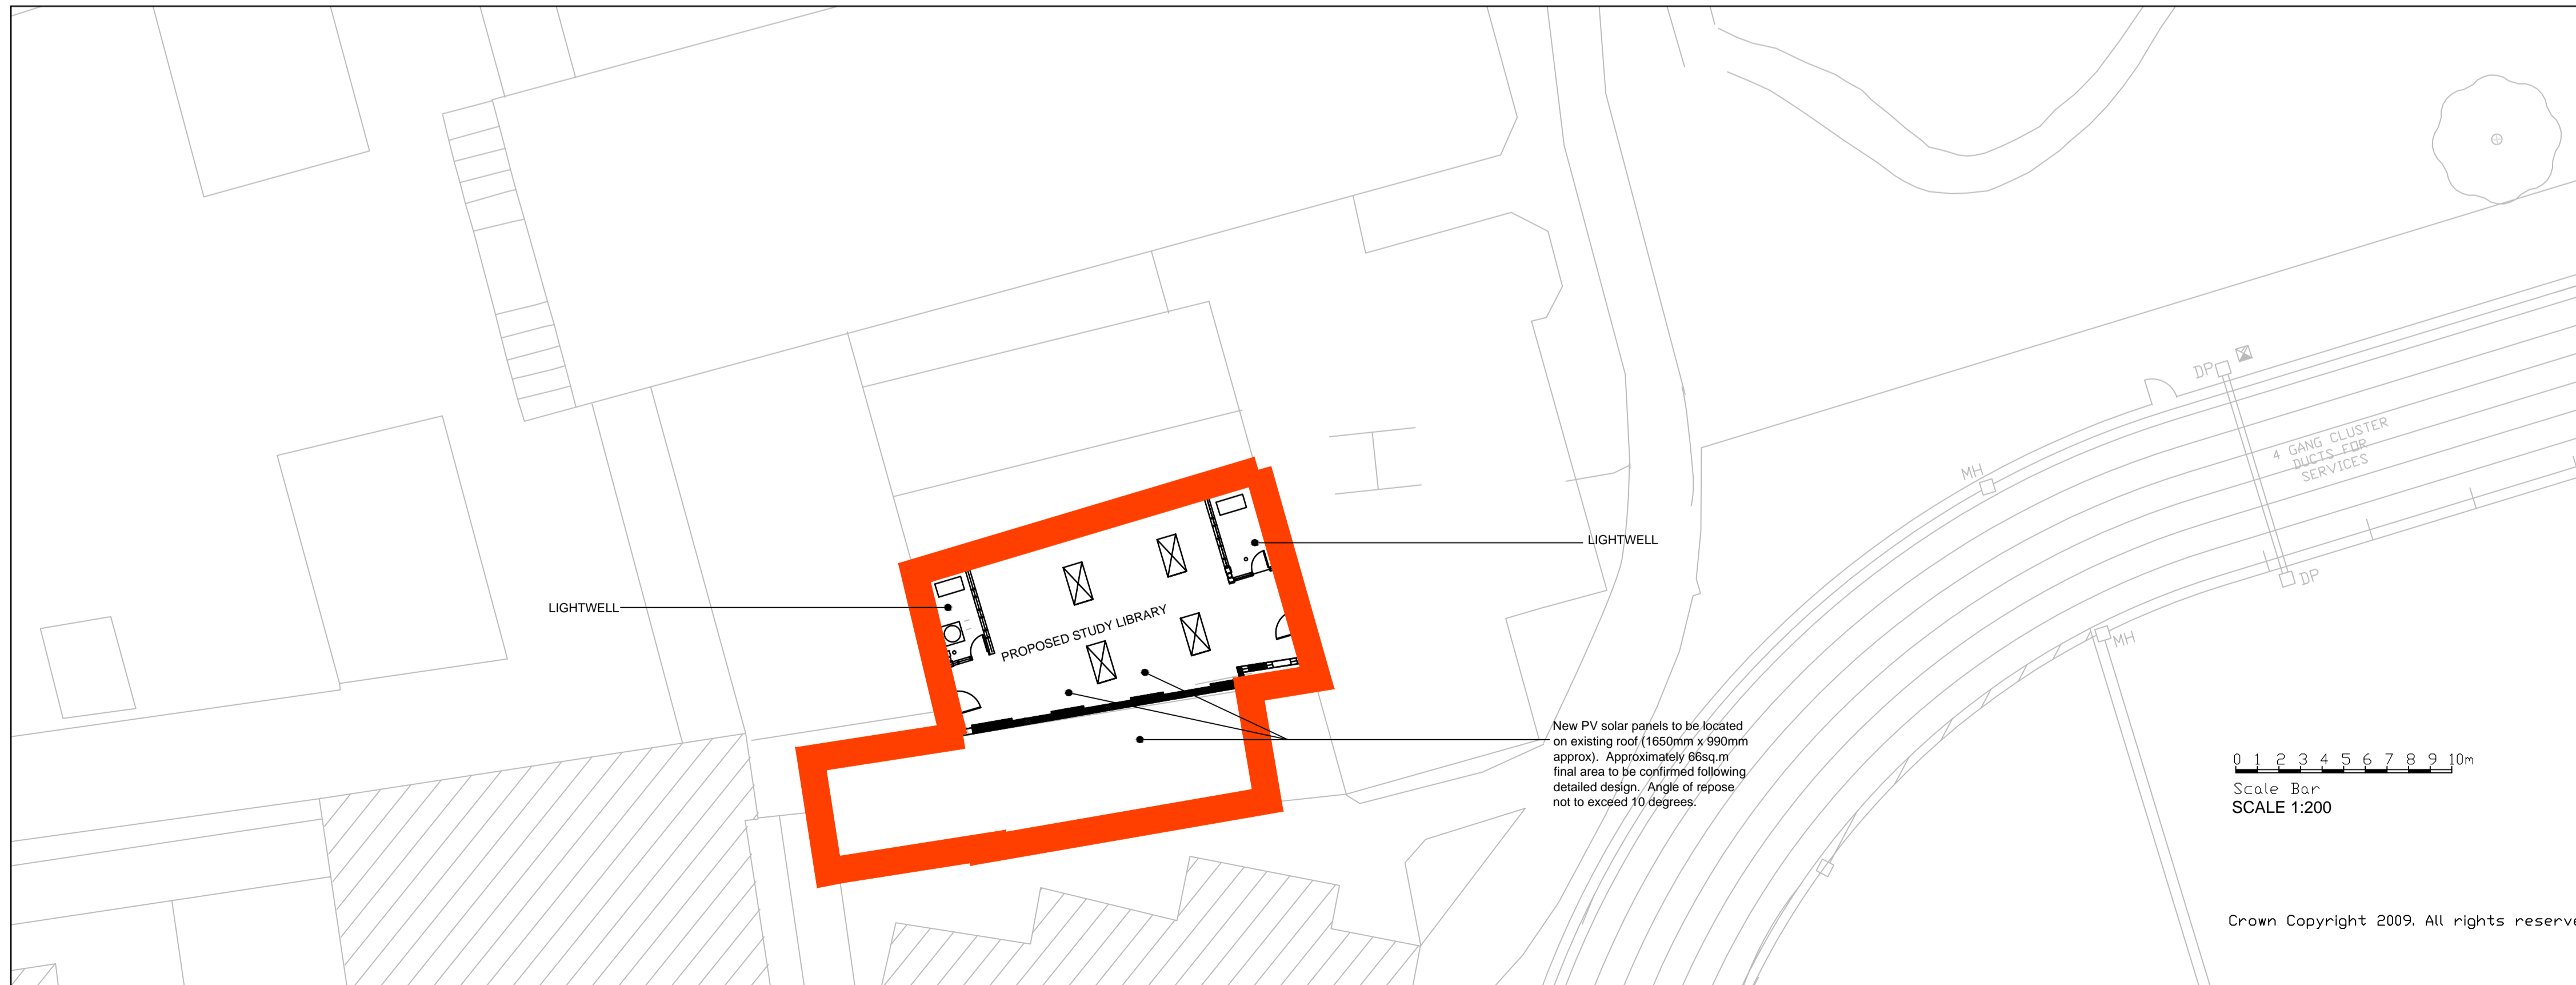 DP
4 GANG CLUSTER
DUCTS FOR
SERVICES
MH
LIGHTWELL
DP
LIGHTWELL
PROPOSED STUDY LIBRARY
MH
New PV solar panels to be located
on existing roof (1650mm x 990mm
approx).  Approximately 66sq.m
final area to be confirmed following
detailed design.  Angle of repose
not to exceed 10 degrees.
0 1 2 3 4 5 6 7 8 9 10m
Scale Bar
SCALE 1:200
Crown Copyright 2009. All rights reserve